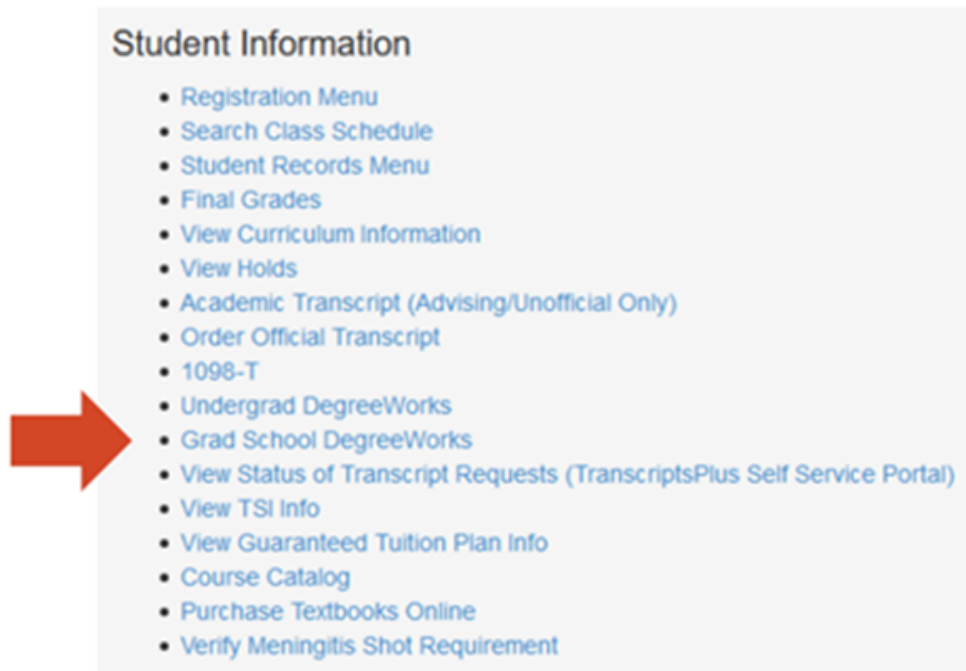 Student Information
Registration Menu
Search Class Schedule
Student Records Menu
Final Grades
View Curriculum Information
View Holds
Academic Transcript (Advising/Unofficial Only)
Order Official Transcript
1098-T
Undergrad DegreeWorks
Grad School DegreeWorks
View Status of Transcript Requests (TranscriptsPlus Self Service Portal)
View TSI Info
View Guaranteed Tuition Plan Info
Course Catalog
Purchase Textbooks Online
Verify Meningitis Shot Requirement